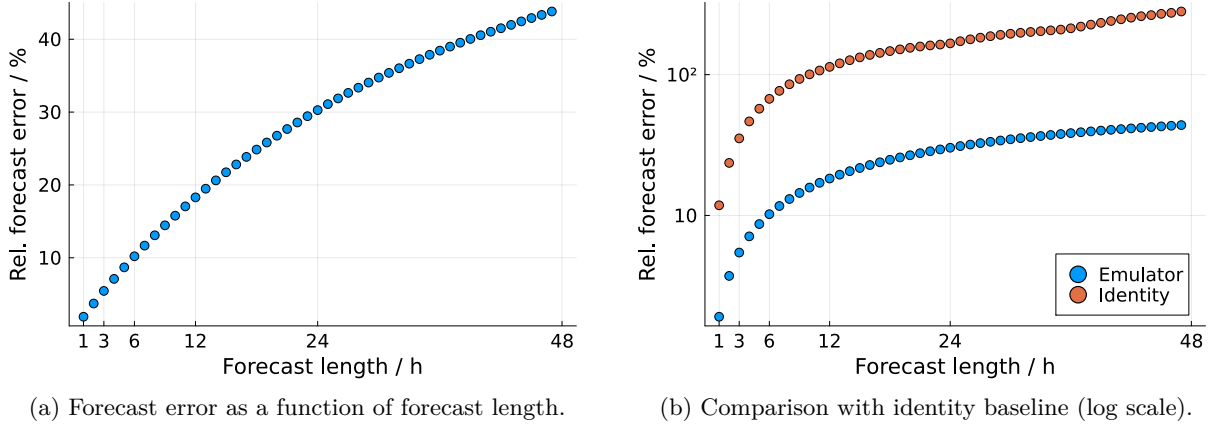 Rel. forecast error / %
40
30
20
10
1 3 6 12 24 48
Forecast length / h
(a) Forecast error as a function of forecast length.
Rel. forecast error / %
10²
10
1 3 6 12 24 48
Forecast length / h
Emulator
Identity
(b) Comparison with identity baseline (log scale).